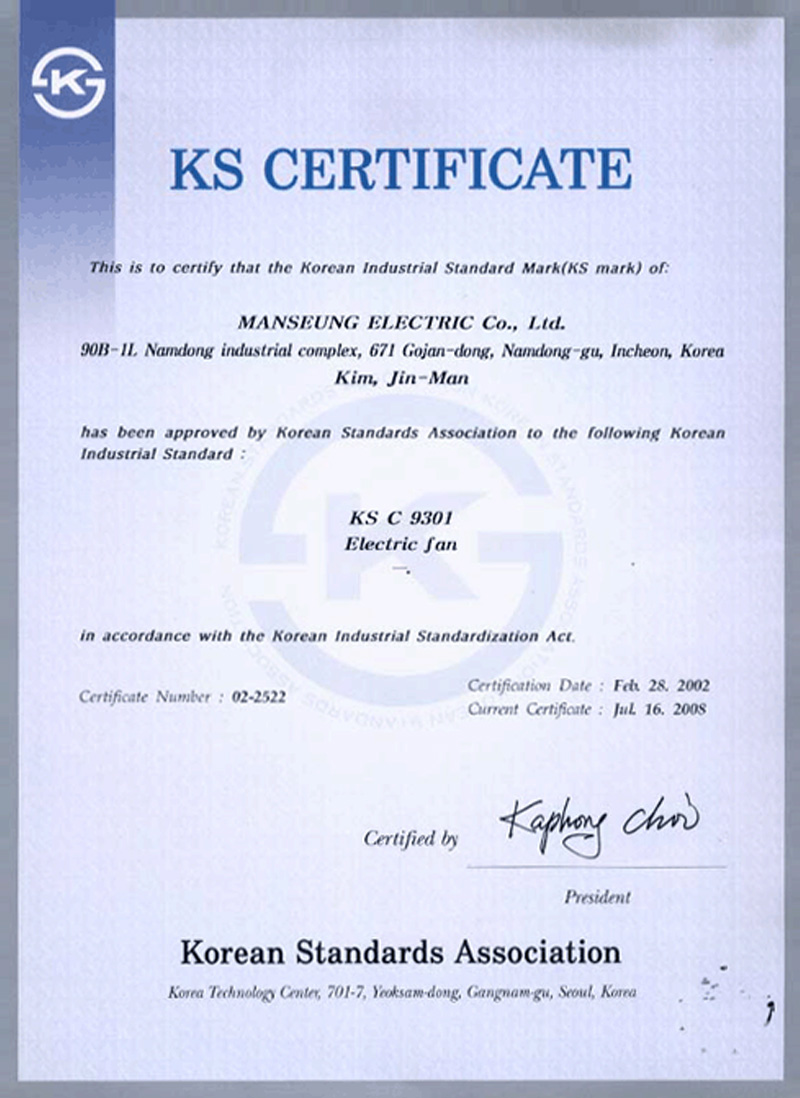 KS CERTIFICATE
This is to certify that the Korean Industrial Standard Mark(KS mark) of:
MANSEUNG ELECTRIC Co., Ltd.
90B-1L Namdong industrial complex, 671 Gojan-dong, Namdong-gu, Incheon, Korea
Kim, Jin-Man
has been approved by Korean Standards Association to the following Korean
Industrial Standard :
KS C 9301
Electric fan
in accordance with the Korean Industrial Standardization Act.
Certificate Number : 02-2522
Certification Date : Feb. 28. 2002
Current Certificate : Jul. 16. 2008
Certified by
Kaphong Choi
President
Korean Standards Association
Korea Technology Center, 701-7, Yeoksam-dong, Gangnam-gu, Seoul, Korea